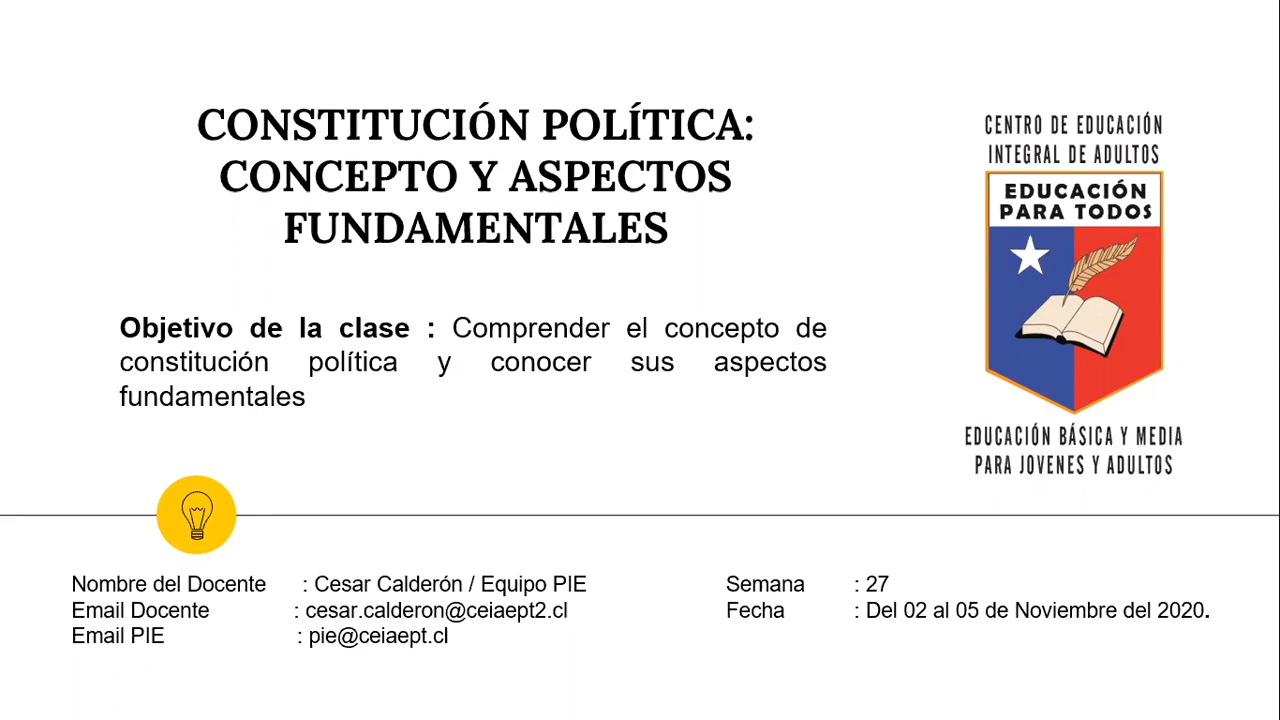 CONSTITUCIÓN POLÍTICA:
CONCEPTO Y ASPECTOS
FUNDAMENTALES
Objetivo de la clase : Comprender el concepto de
constitución política y conocer sus aspectos
fundamentales
CENTRO DE EDUCACIÓN
INTEGRAL DE ADULTOS
EDUCACIÓN
PARA TODOS
EDUCACIÓN BÁSICA Y MEDIA
PARA JOVENES Y ADULTOS
Nombre del Docente : Cesar Calderón / Equipo PIE
Email Docente : cesar.calderon@ceiaept2.cl
Email PIE : pie@ceiaept.cl
Semana : 27
Fecha : Del 02 al 05 de Noviembre del 2020.